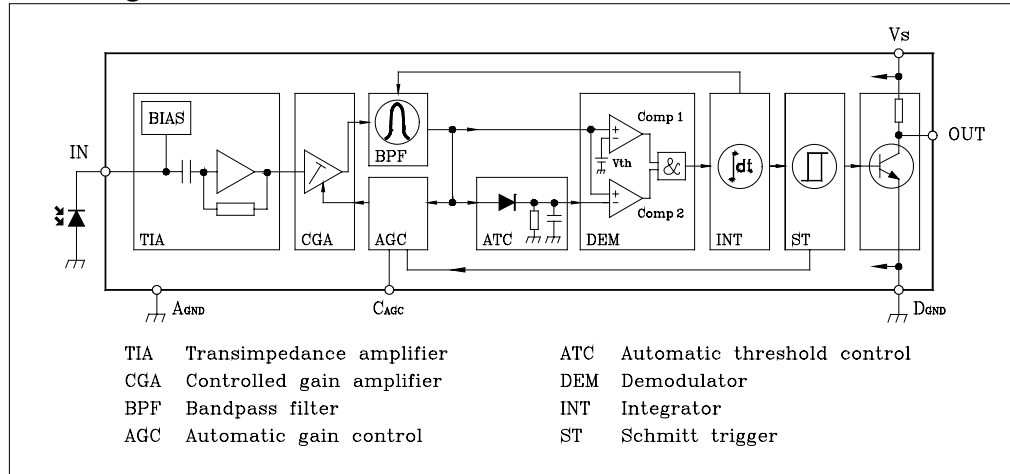 Vs
BIAS
Comp 1
IN
BPF
Vth
&
∫dt
OUT
Comp 2
TIA
CGA
AGC
ATC
DEM
INT
ST
AGND
CAGC
DGND
TIA Transimpedance amplifier
CGA Controlled gain amplifier
BPF Bandpass filter
AGC Automatic gain control
ATC Automatic threshold control
DEM Demodulator
INT Integrator
ST Schmitt trigger